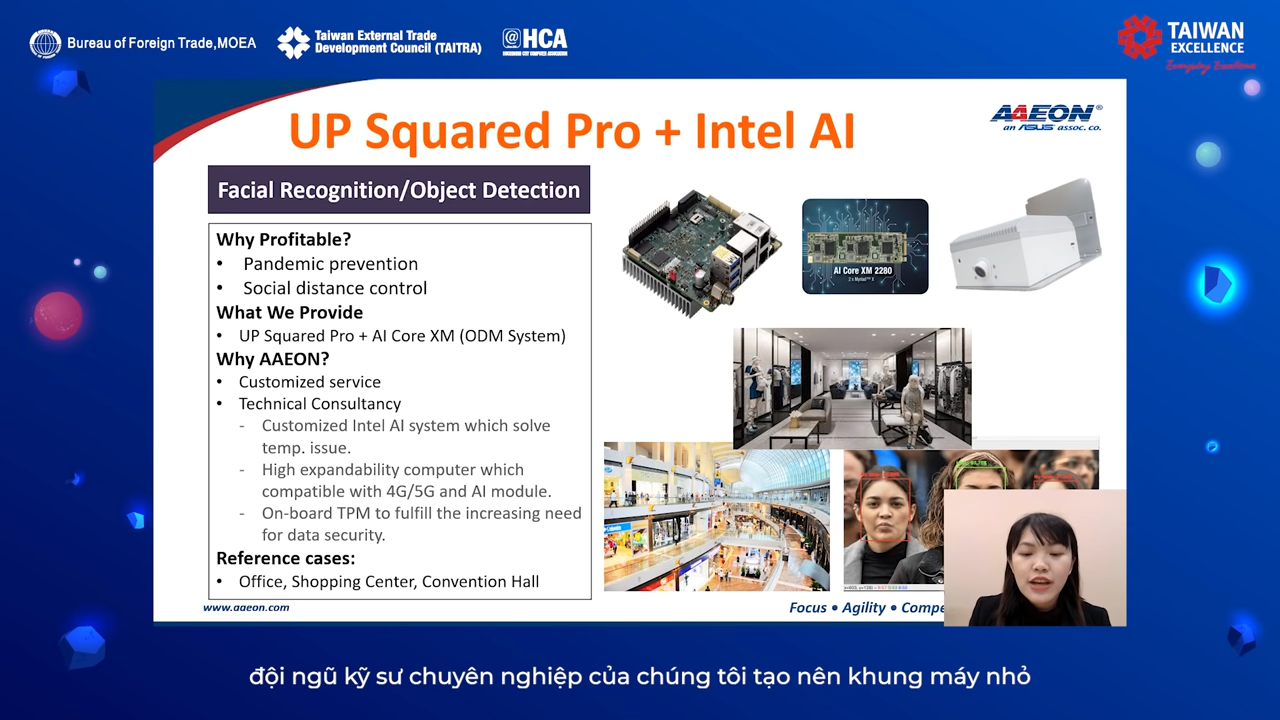 Bureau of Foreign Trade,MOEA
Taiwan External Trade
Development Council (TAITRA)
@HCA
TAIWAN
EXCELLENCE
Everyday Excellence
UP Squared Pro + Intel AI
AAEON®
an ASUS assoc. co.
Facial Recognition/Object Detection
Why Profitable?
• Pandemic prevention
• Social distance control
What We Provide
• UP Squared Pro + AI Core XM (ODM System)
Why AAEON?
• Customized service
• Technical Consultancy
- Customized Intel AI system which solve
temp. issue.
- High expandability computer which
compatible with 4G/5G and AI module.
- On-board TPM to fulfill the increasing need
for data security.
Reference cases:
• Office, Shopping Center, Convention Hall
AI Core XM 2280
www.aaeon.com
Focus • Agility • Compe
đội ngũ kỹ sư chuyên nghiệp của chúng tôi tạo nên khung máy nhỏ